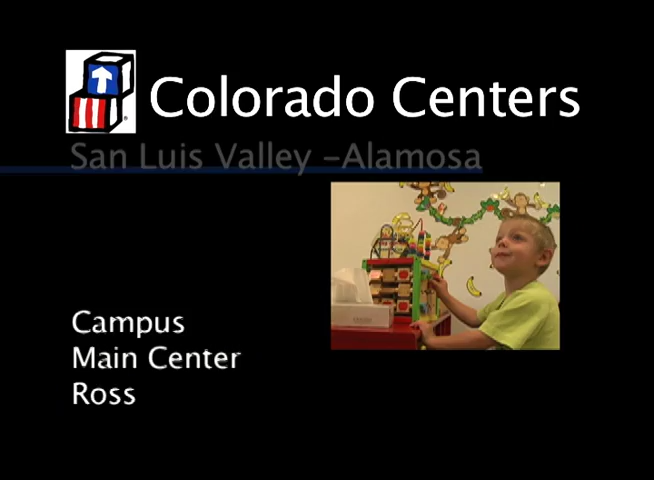 Colorado Centers
San Luis Valley –Alamosa
Campus
Main Center
Ross